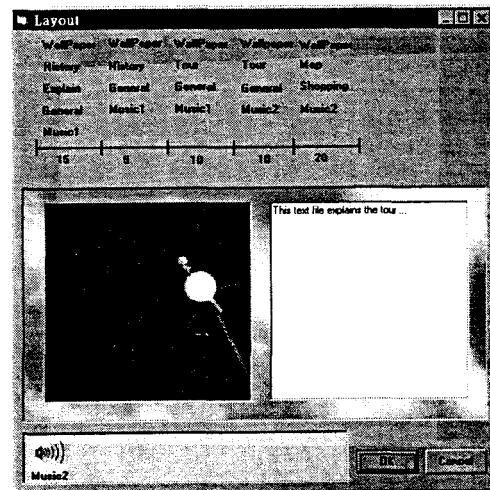 Layout
WallPaper WallPaper WallPaper Wallpaper WallPaper
History History Tour Tour Map
Explain General General General Shopping
General Music1 Music1 Music2 Music2
Music1
15 5 10 10 20
This text file explains the tour ...
Music2
OK Cancel